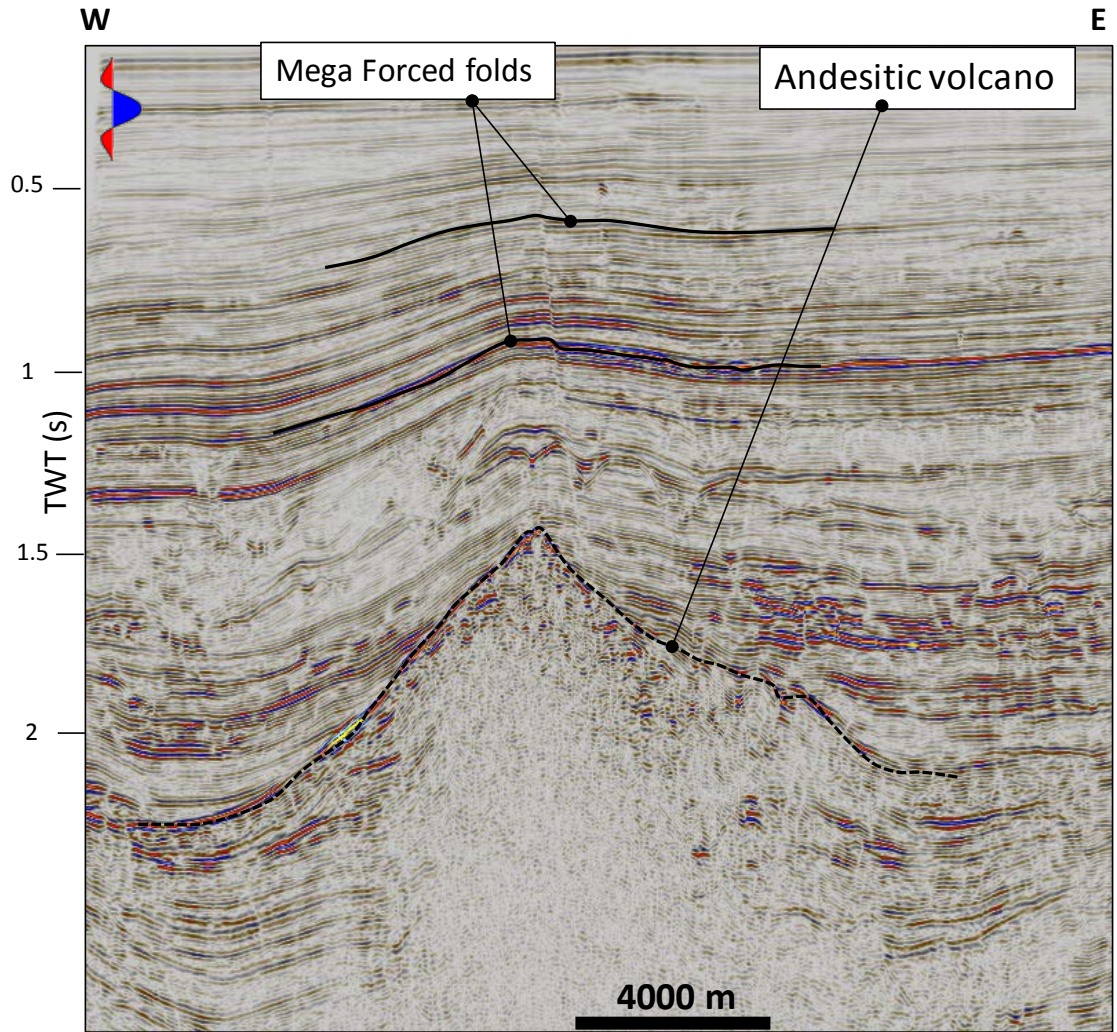 W
E
Mega Forced folds
Andesitic volcano
0.5
1
TWT (s)
1.5
2
4000 m